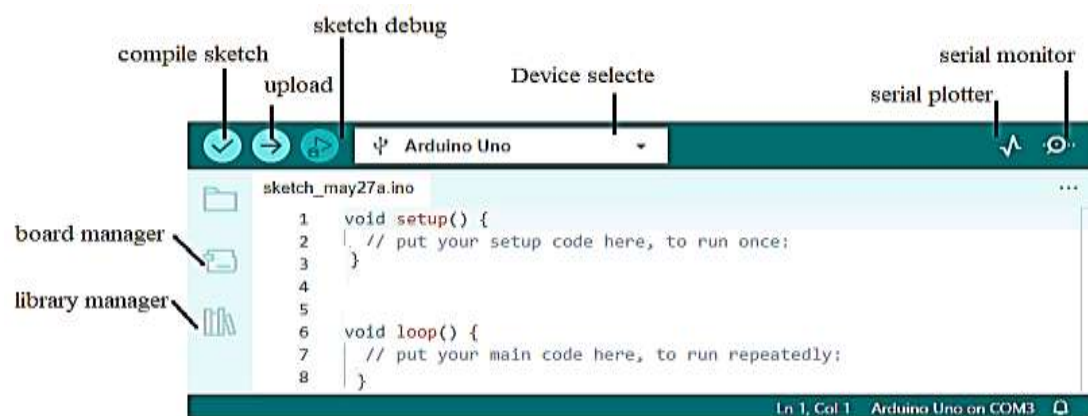 sketch debug
compile sketch
upload
Device selecte
serial monitor
serial plotter
Arduino Uno
sketch_may27a.ino
...
1 void setup() {
2 // put your setup code here, to run once:
3 }
4
5
6 void loop() {
7 // put your main code here, to run repeatedly:
8 }
board manager
library manager
Ln 1, Col 1 Arduino Uno on COM3